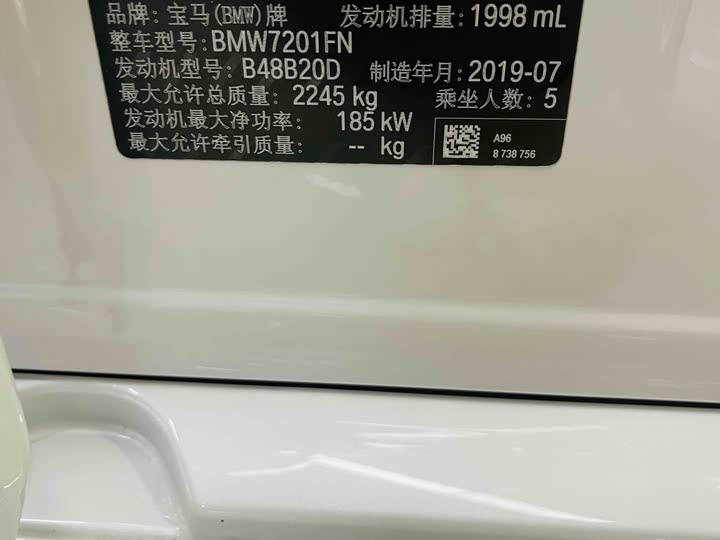 品牌：宝马(BMW)牌 发动机排量：1998 mL
整车型号：BMW7201FN
发动机型号：B48B20D 制造年月：2019-07
最大允许总质量：2245 kg 乘坐人数：5
发动机最大净功率：185 kW
最大允许牵引质量：-- kg
A96
8 738 756